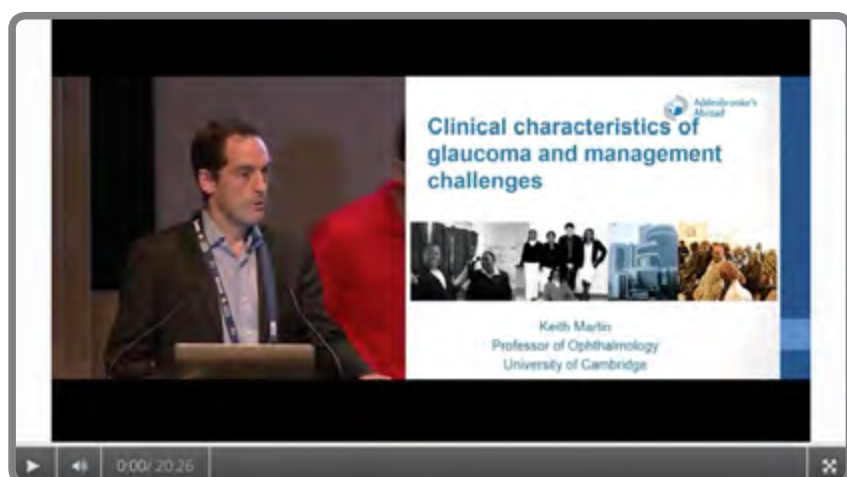 Addenbrooke's
Abroad
Clinical characteristics of
glaucoma and management
challenges
Keith Martin
Professor of Ophthalmology
University of Cambridge
0:00/20:26